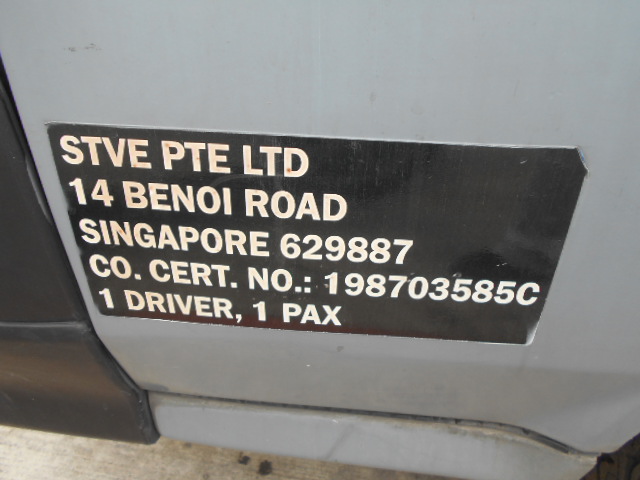 STVE PTE LTD
14 BENOI ROAD
SINGAPORE 629887
CO. CERT. NO.: 198703585C
1 DRIVER, 1 PAX